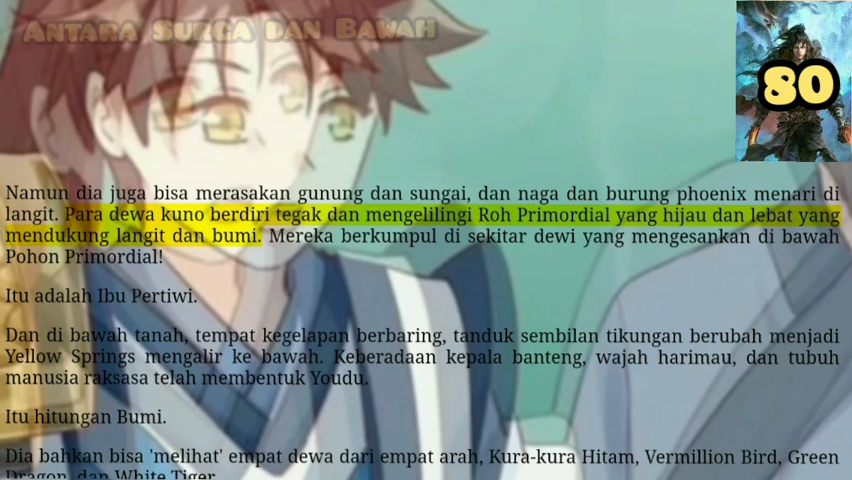 Antara Surga dan Bawah
80
Namun dia juga bisa merasakan gunung dan sungai, dan naga dan burung phoenix menari di
langit. Para dewa kuno berdiri tegak dan mengelilingi Roh Primordial yang hijau dan lebat yang
mendukung langit dan bumi. Mereka berkumpul di sekitar dewi yang mengesankan di bawah
Pohon Primordial!
Itu adalah Ibu Pertiwi.
Dan di bawah tanah, tempat kegelapan berbaring, tanduk sembilan tikungan berubah menjadi
Yellow Springs mengalir ke bawah. Keberadaan kepala banteng, wajah harimau, dan tubuh
manusia raksasa telah membentuk Youdu.
Itu hitungan Bumi.
Dia bahkan bisa 'melihat' empat dewa dari empat arah, Kura-kura Hitam, Vermillion Bird, Green
Dragon, dan White Tiger.